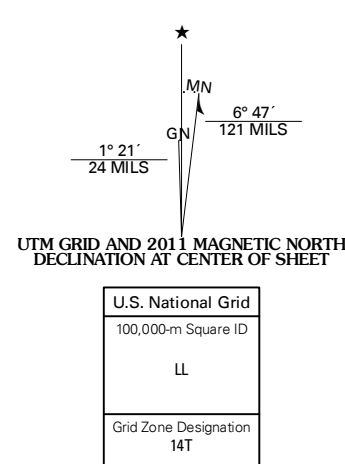 ★
MN
GN
6° 47´
121 MILS
1° 21´
24 MILS
UTM GRID AND 2011 MAGNETIC NORTH
DECLINATION AT CENTER OF SHEET
U.S. National Grid
100,000-m Square ID
LL
Grid Zone Designation
14T